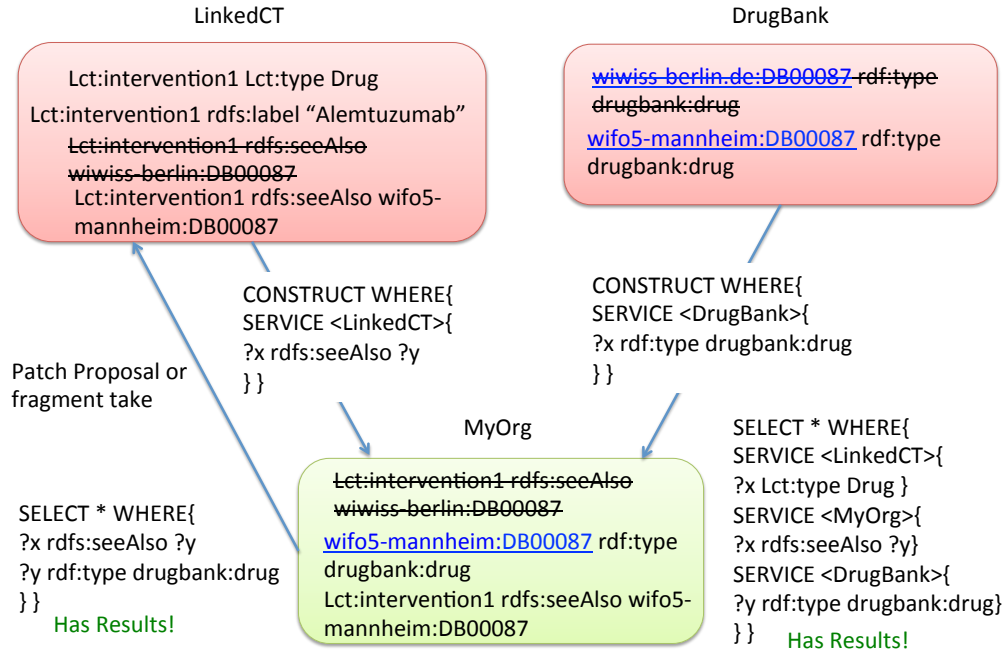 LinkedCT
DrugBank
Lct:intervention1 Lct:type Drug
Lct:intervention1 rdfs:label “Alemtuzumab”
Lct:intervention1 rdfs:seeAlso
wiwiss-berlin:DB00087
Lct:intervention1 rdfs:seeAlso wifo5-
mannheim:DB00087
wiwiss-berlin.de:DB00087 rdf:type
drugbank:drug
wifo5-mannheim:DB00087 rdf:type
drugbank:drug
CONSTRUCT WHERE{
SERVICE <LinkedCT>{
?x rdfs:seeAlso ?y
} }
CONSTRUCT WHERE{
SERVICE <DrugBank>{
?x rdf:type drugbank:drug
} }
Patch Proposal or
fragment take
MyOrg
Lct:intervention1 rdfs:seeAlso
wiwiss-berlin:DB00087
wifo5-mannheim:DB00087 rdf:type
drugbank:drug
Lct:intervention1 rdfs:seeAlso wifo5-
mannheim:DB00087
SELECT * WHERE{
?x rdfs:seeAlso ?y
?y rdf:type drugbank:drug
} }
Has Results!
SELECT * WHERE{
SERVICE <LinkedCT>{
?x Lct:type Drug }
SERVICE <MyOrg>{
?x rdfs:seeAlso ?y}
SERVICE <DrugBank>{
?y rdf:type drugbank:drug}
} }
Has Results!